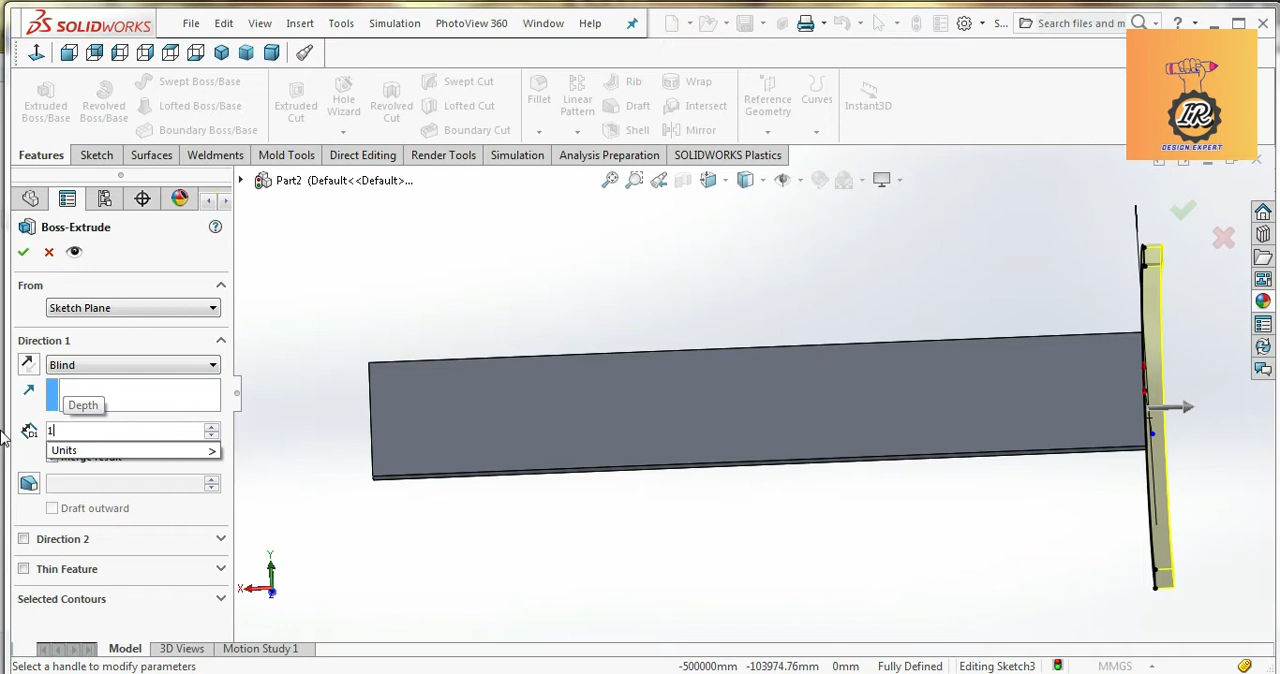 SOLIDWORKS File Edit View Insert Tools Simulation PhotoView 360 Window Help S... Search files and m ?
Extruded Boss/Base
Revolved Boss/Base
Swept Boss/Base
Lofted Boss/Base
Boundary Boss/Base
Extruded Cut
Hole Wizard
Revolved Cut
Swept Cut
Lofted Cut
Boundary Cut
Fillet
Linear Pattern
Rib
Draft
Shell
Wrap
Intersect
Mirror
Reference Geometry
Curves
Instant3D
IR
DESIGN EXPERT
Features Sketch Surfaces Weldments Mold Tools Direct Editing Render Tools Simulation Analysis Preparation SOLIDWORKS Plastics
Part2 (Default<<Default>...
Boss-Extrude
From
Sketch Plane
Direction 1
Blind
Depth
D1
1
Units >
Merge result
Draft outward
Direction 2
Thin Feature
Selected Contours
Y
X
Z
Model 3D Views Motion Study 1
Select a handle to modify parameters -500000mm -103974.76mm 0mm Fully Defined Editing Sketch3 MMGS